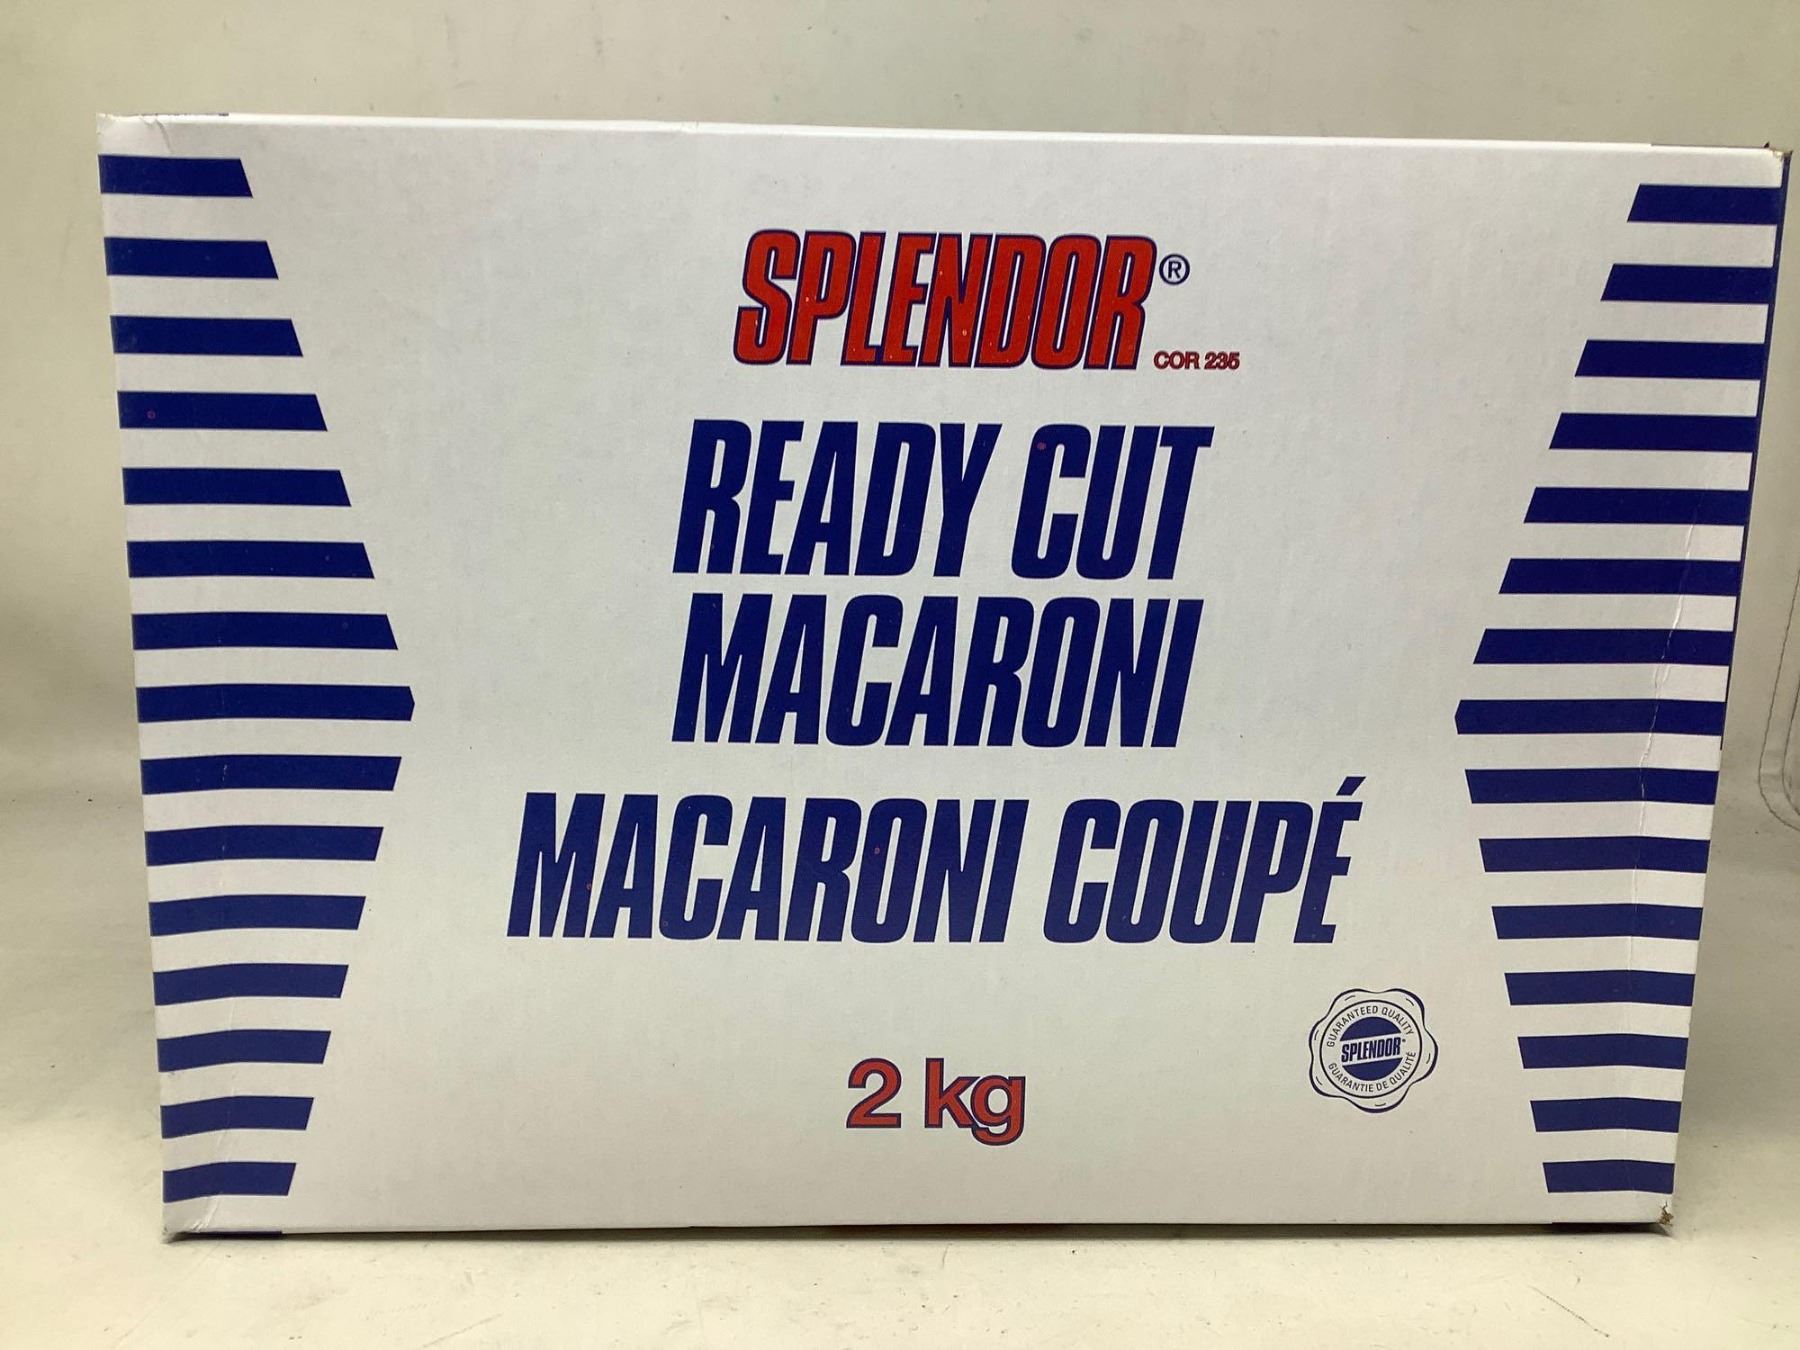 SPLENDOR®
COR 235
READY CUT
MACARONI
MACARONI COUPÉ
2 kg
GUARANTEED QUALITY
SPLENDOR®
GUARANTIE DE QUALITÉ